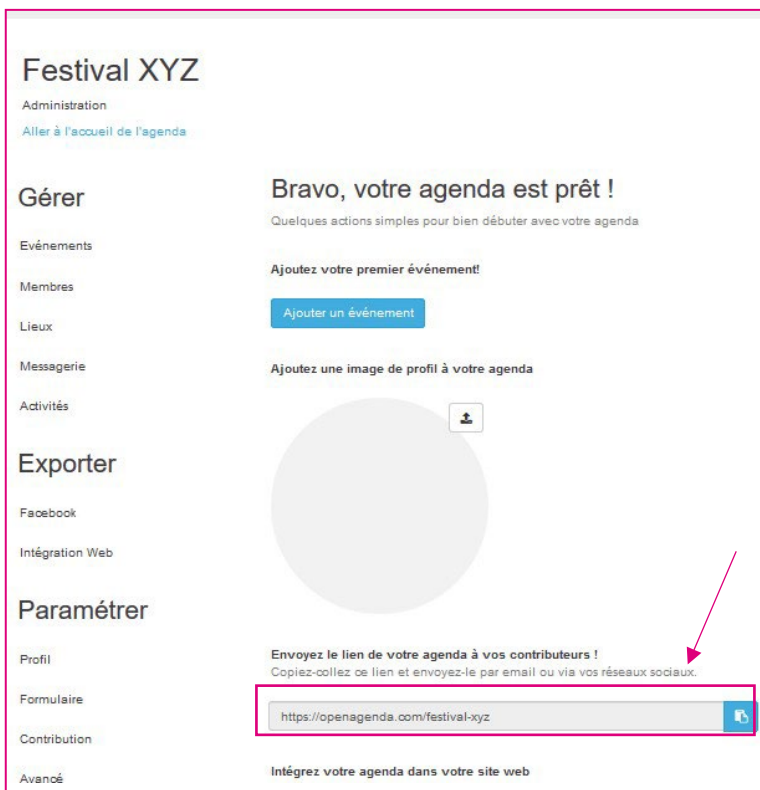 Festival XYZ
Administration
Aller à l'accueil de l'agenda
Gérer
Evénements
Membres
Lieux
Messagerie
Activités
Exporter
Facebook
Intégration Web
Paramétrer
Profil
Formulaire
Contribution
Avancé
Bravo, votre agenda est prêt !
Quelques actions simples pour bien débuter avec votre agenda
Ajoutez votre premier événement!
Ajouter un événement
Ajoutez une image de profil à votre agenda
Envoyez le lien de votre agenda à vos contributeurs !
Copiez-collez ce lien et envoyez-le par email ou via vos réseaux sociaux.
https://openagenda.com/festival-xyz
Intégrez votre agenda dans votre site web